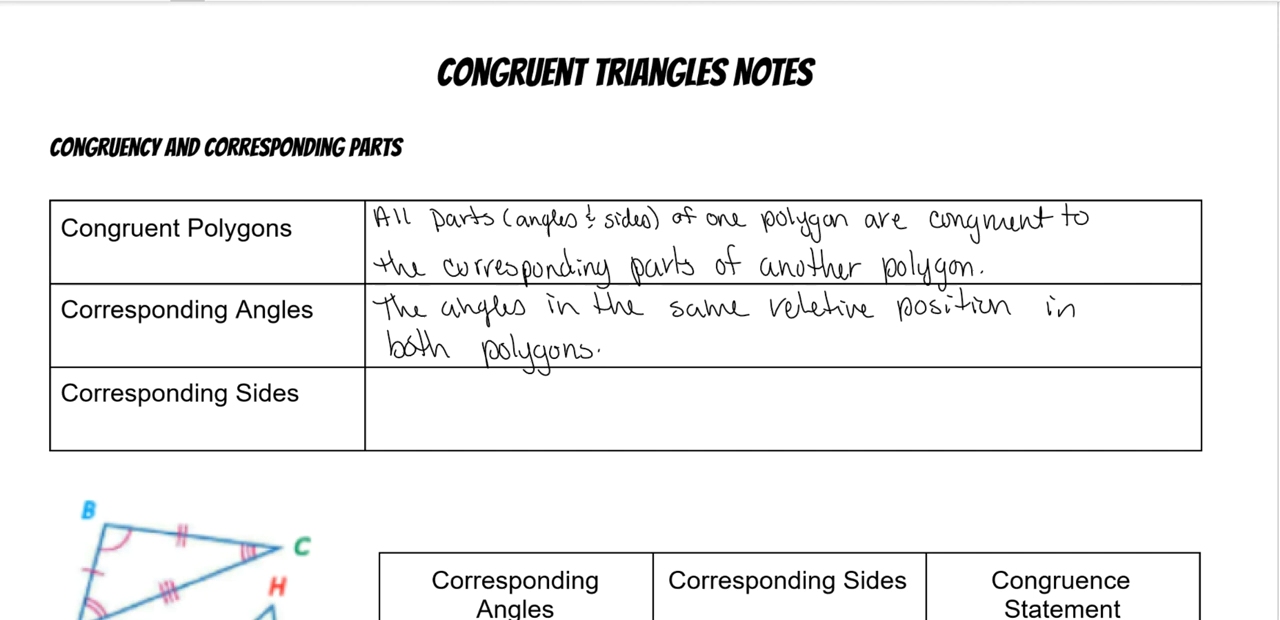 CONGRUENT TRIANGLES NOTES
CONGRUENCY AND CORRESPONDING PARTS
Congruent Polygons
All parts (angles & sides) of one polygon are congruent to
the corresponding parts of another polygon.
Corresponding Angles
The angles in the same reletive position in
both polygons.
Corresponding Sides
B
C
H
Corresponding
Angles
Corresponding Sides
Congruence
Statement